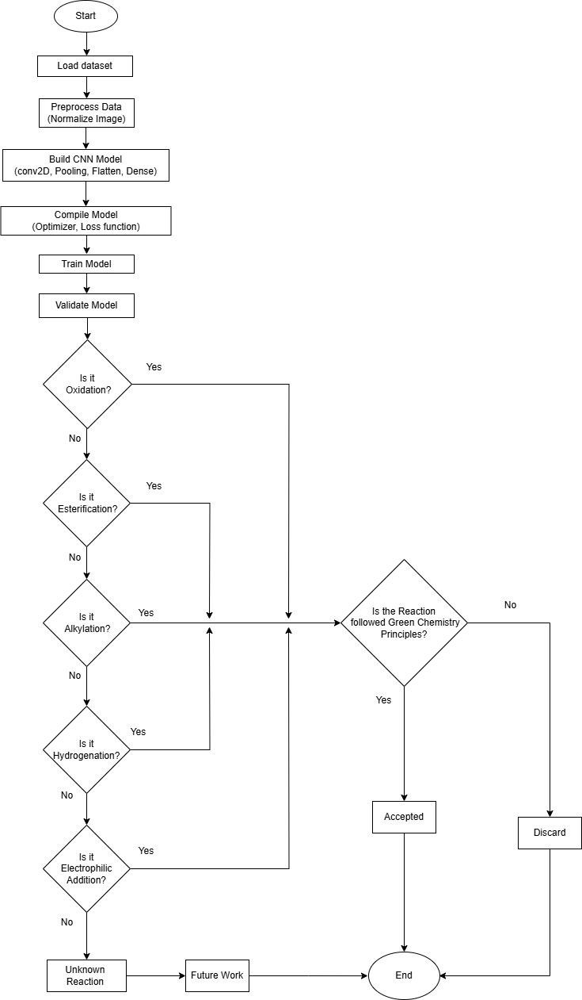 Start
Load dataset
Preprocess Data
(Normalize Image)
Build CNN Model
(conv2D, Pooling, Flatten, Dense)
Compile Model
(Optimizer, Loss function)
Train Model
Validate Model
Is it
Oxidation?
Yes
No
Is it
Esterification?
Yes
No
Is it
Alkylation?
Yes
No
Is it
Hydrogenation?
Yes
No
Is it
Electrophilic
Addition?
Yes
No
Unknown
Reaction
Future Work
Is the Reaction
followed Green Chemistry
Principles?
No
Yes
Accepted
Discard
End